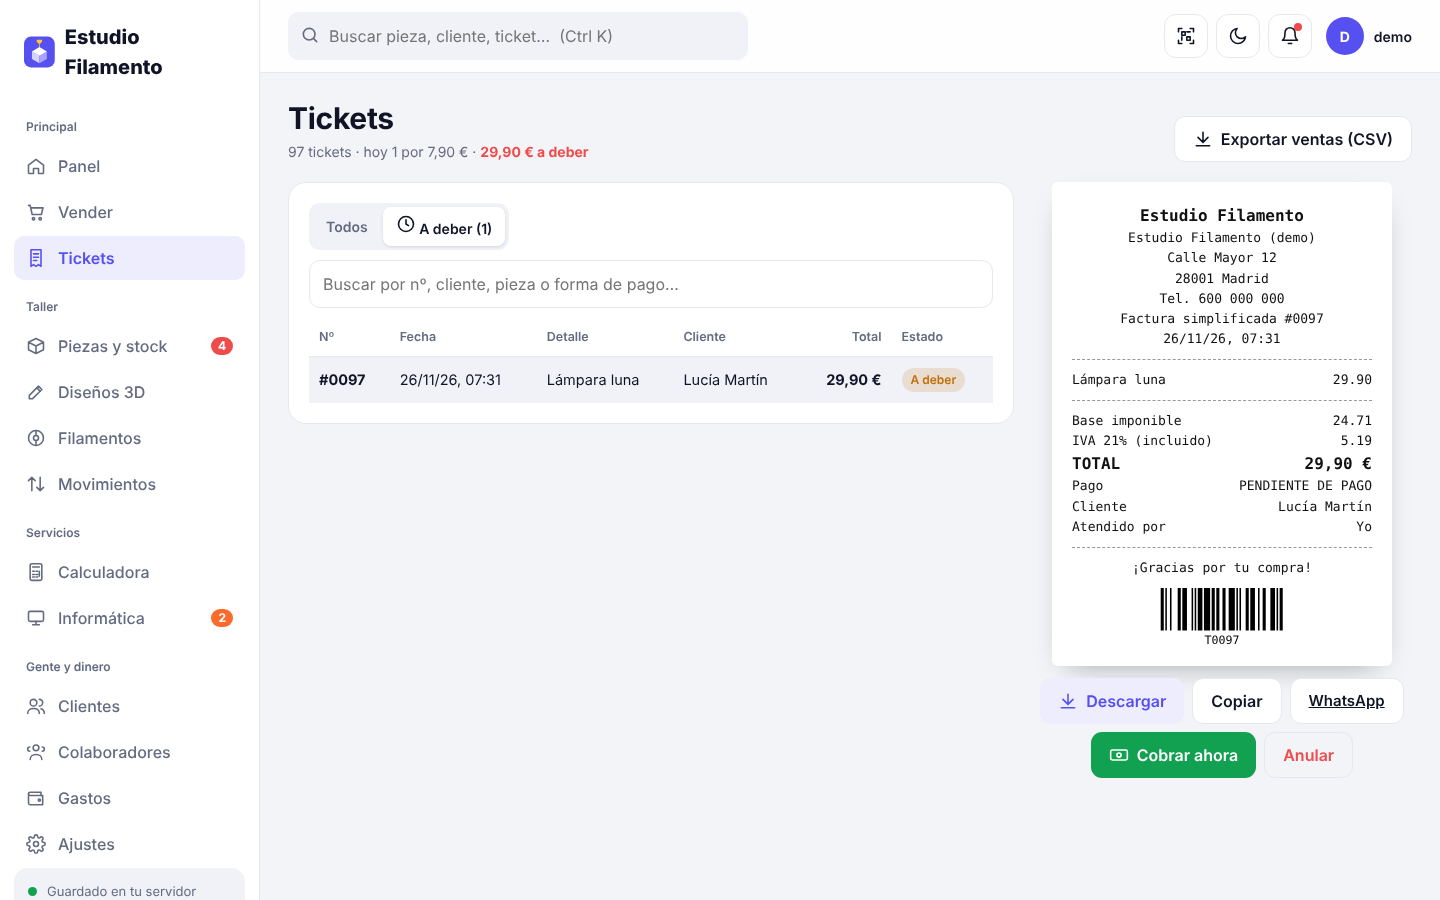 Estudio
Filamento
Principal
Panel
Vender
Tickets
Taller
Piezas y stock
4
Diseños 3D
Filamentos
Movimientos
Servicios
Calculadora
Informática
2
Gente y dinero
Clientes
Colaboradores
Gastos
Ajustes
Guardado en tu servidor
Buscar pieza, cliente, ticket... (Ctrl K)
D
demo
Tickets
97 tickets · hoy 1 por 7,90 € · 29,90 € a deber
Exportar ventas (CSV)
Todos
A deber (1)
Buscar por nº, cliente, pieza o forma de pago...
Nº Fecha Detalle Cliente Total Estado
#0097 26/11/26, 07:31 Lámpara luna Lucía Martín 29,90 € A deber
Estudio Filamento
Estudio Filamento (demo)
Calle Mayor 12
28001 Madrid
Tel. 600 000 000
Factura simplificada #0097
26/11/26, 07:31
Lámpara luna 29.90
Base imponible 24.71
IVA 21% (incluido) 5.19
TOTAL 29,90 €
Pago PENDIENTE DE PAGO
Cliente Lucía Martín
Atendido por Yo
¡Gracias por tu compra!
T0097
Descargar
Copiar
WhatsApp
Cobrar ahora
Anular